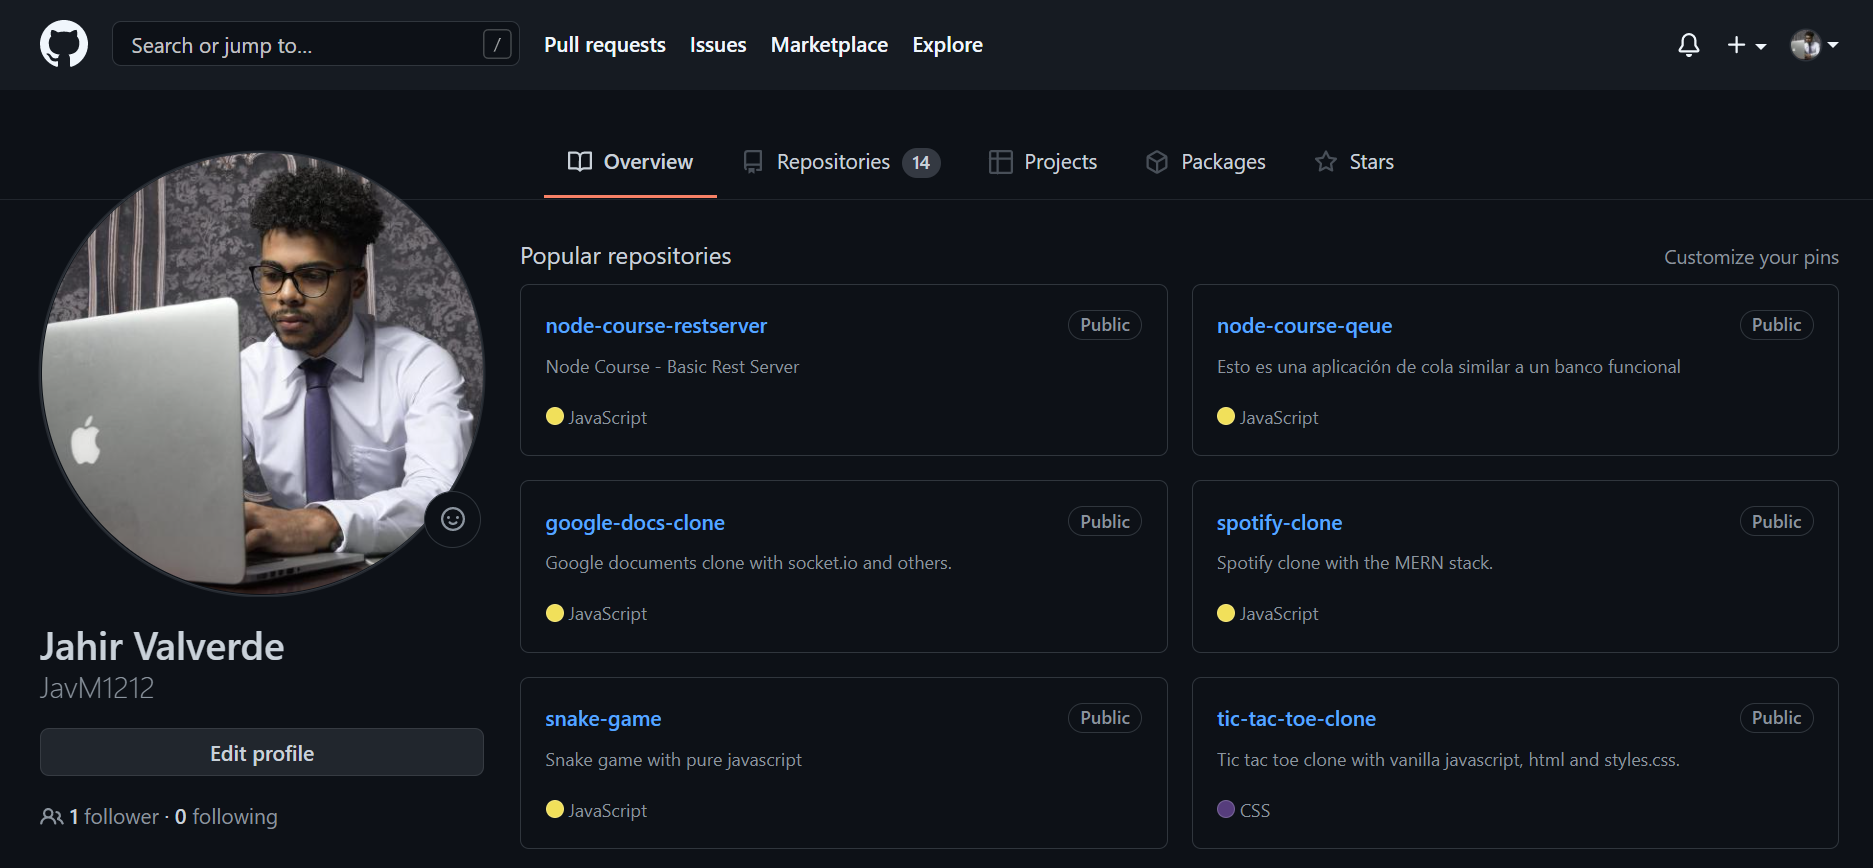 Search or jump to... /
Pull requests Issues Marketplace Explore
Overview Repositories 14 Projects Packages Stars
Jahir Valverde
JavM1212
Edit profile
1 follower · 0 following
Popular repositories
Customize your pins
node-course-restserver Public
Node Course - Basic Rest Server
JavaScript
node-course-qeue Public
Esto es una aplicación de cola similar a un banco funcional
JavaScript
google-docs-clone Public
Google documents clone with socket.io and others.
JavaScript
spotify-clone Public
Spotify clone with the MERN stack.
JavaScript
snake-game Public
Snake game with pure javascript
JavaScript
tic-tac-toe-clone Public
Tic tac toe clone with vanilla javascript, html and styles.css.
CSS